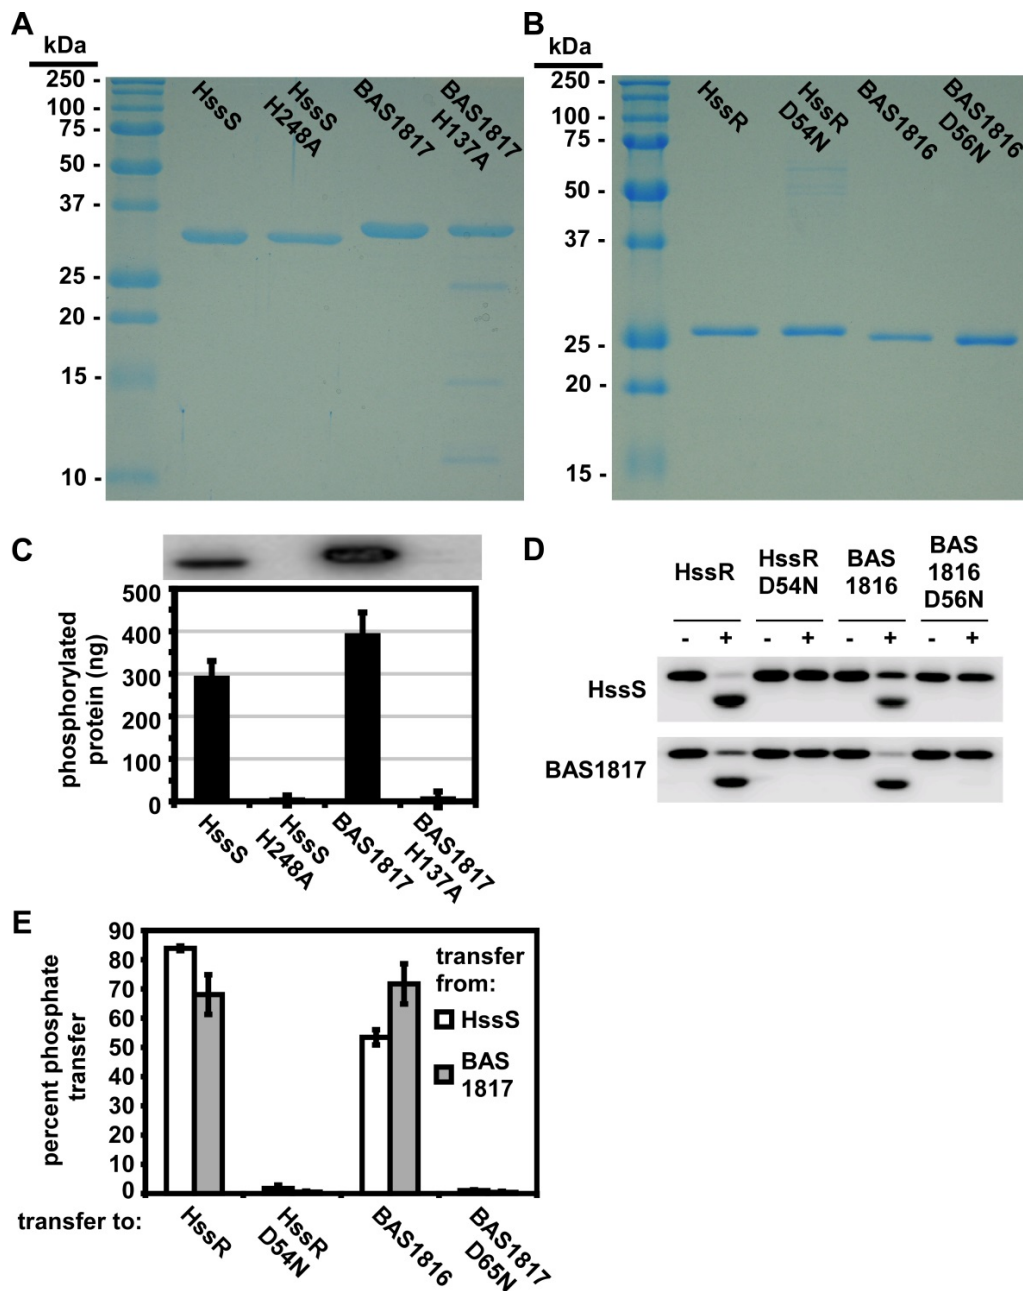 A
kDa
250 -
100 -
75 -
50 -
37 -
25 -
20 -
15 -
10 -
HssS
HssS
H248A
BAS1817
BAS1817
H137A
B
kDa
250 -
100 -
75 -
50 -
37 -
25 -
20 -
15 -
HssR
HssR
D54N
BAS1816
BAS1816
D56N
C
phosphorylated
protein (ng)
500
400
300
200
100
0
HssS
HssS
H248A
BAS1817
BAS1817
H137A
D
HssR
HssR
D54N
BAS
1816
BAS
1816
D56N
- + - + - + - +
HssS
BAS1817
E
percent phosphate
transfer
90
80
70
60
50
40
30
20
10
0
transfer
from:
HssS
BAS
1817
transfer to:
HssR
HssR
D54N
BAS1816
BAS1817
D65N